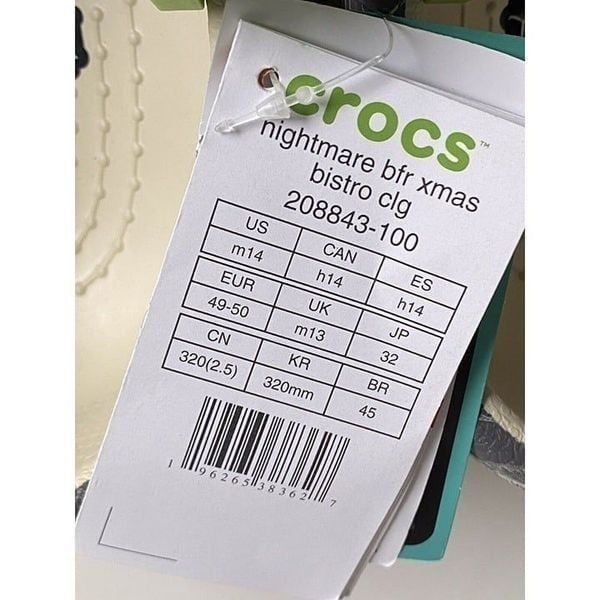 crocs™
nightmare bfr xmas
bistro clg
208843-100
US CAN ES
m14 h14 h14
EUR UK JP
49-50 m13 32
CN KR BR
320(2.5) 320mm 45
1 96265 38362 7